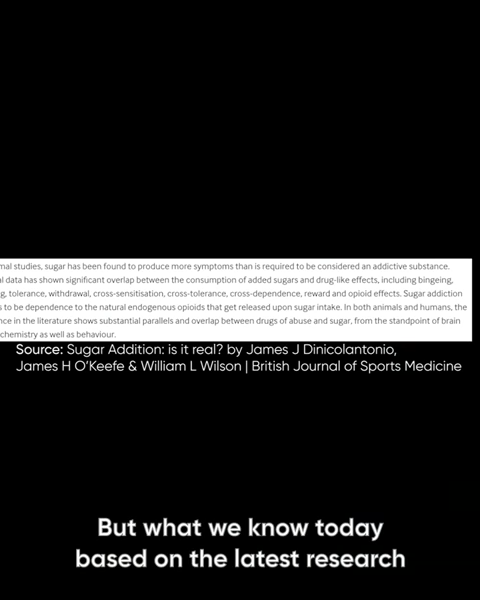 mal studies, sugar has been found to produce more symptoms than is required to be considered an addictive substance.
al data has shown significant overlap between the consumption of added sugars and drug-like effects, including bingeing,
g, tolerance, withdrawal, cross-sensitisation, cross-tolerance, cross-dependence, reward and opioid effects. Sugar addiction
s to be dependence to the natural endogenous opioids that get released upon sugar intake. In both animals and humans, the
nce in the literature shows substantial parallels and overlap between drugs of abuse and sugar, from the standpoint of brain
chemistry as well as behaviour.
Source: Sugar Addition: is it real? by James J Dinicolantonio,
James H O'Keefe & William L Wilson | British Journal of Sports Medicine
But what we know today
based on the latest research